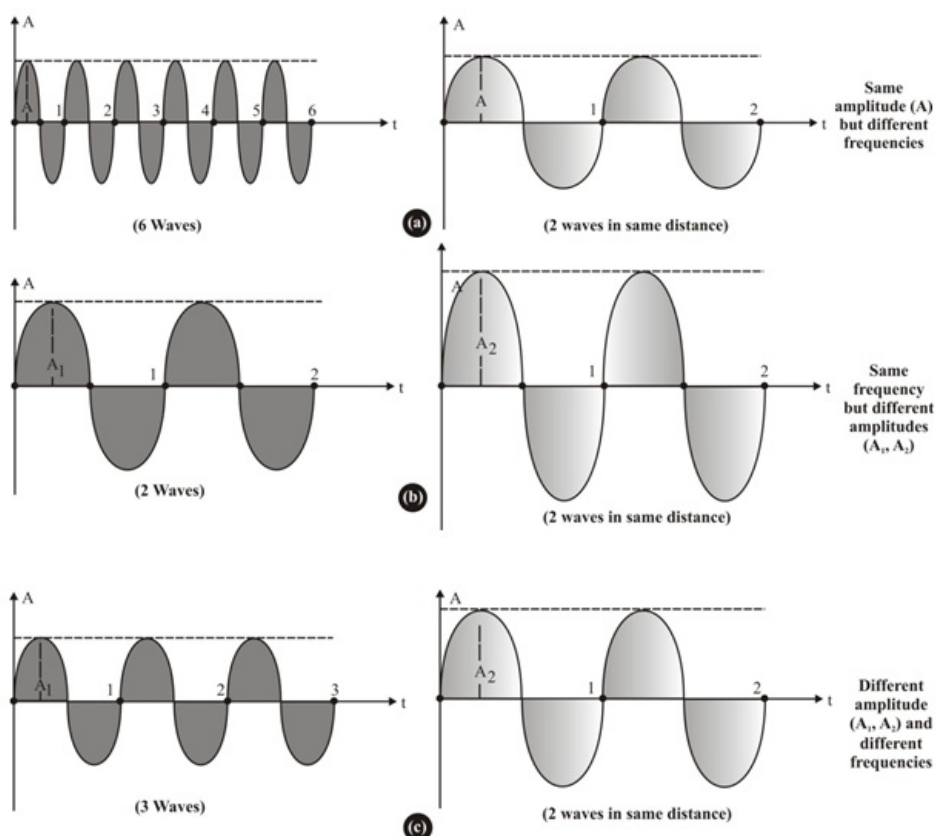 A
A
1
2
3
4
5
6
t
(6 Waves)
A
A
1
2
t
(2 waves in same distance)
Same
amplitude (A)
but different
frequencies
(a)
A
A₁
1
2
t
(2 Waves)
A
A₂
1
2
t
(2 waves in same distance)
Same
frequency
but different
amplitudes
(A₁, A₂)
(b)
A
A₁
1
2
3
t
(3 Waves)
A
A₂
1
2
t
(2 waves in same distance)
Different
amplitude
(A₁, A₂) and
different
frequencies
(c)